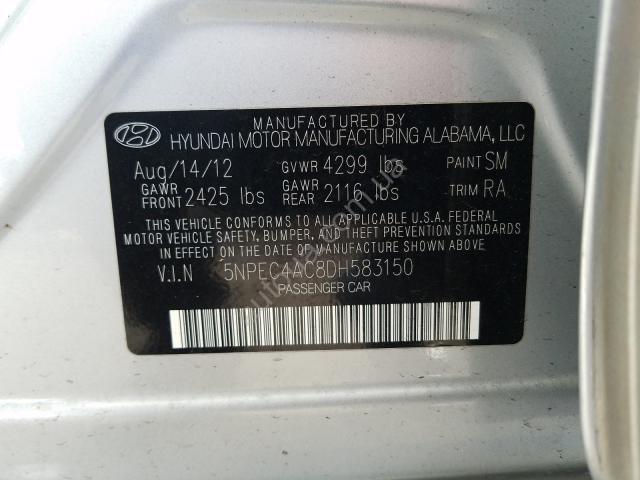 MANUFACTURED BY
HYUNDAI MOTOR MANUFACTURING ALABAMA, LLC
Aug/14/12 GVWR 4299 lbs PAINT SM
GAWR FRONT 2425 lbs GAWR REAR 2116 lbs TRIM RA
THIS VEHICLE CONFORMS TO ALL APPLICABLE U.S.A. FEDERAL
MOTOR VEHICLE SAFETY, BUMPER, AND THEFT PREVENTION STANDARDS
IN EFFECT ON THE DATE OF MANUFACTURE SHOWN ABOVE.
V.I.N 5NPEC4AC8DH583150
PASSENGER CAR